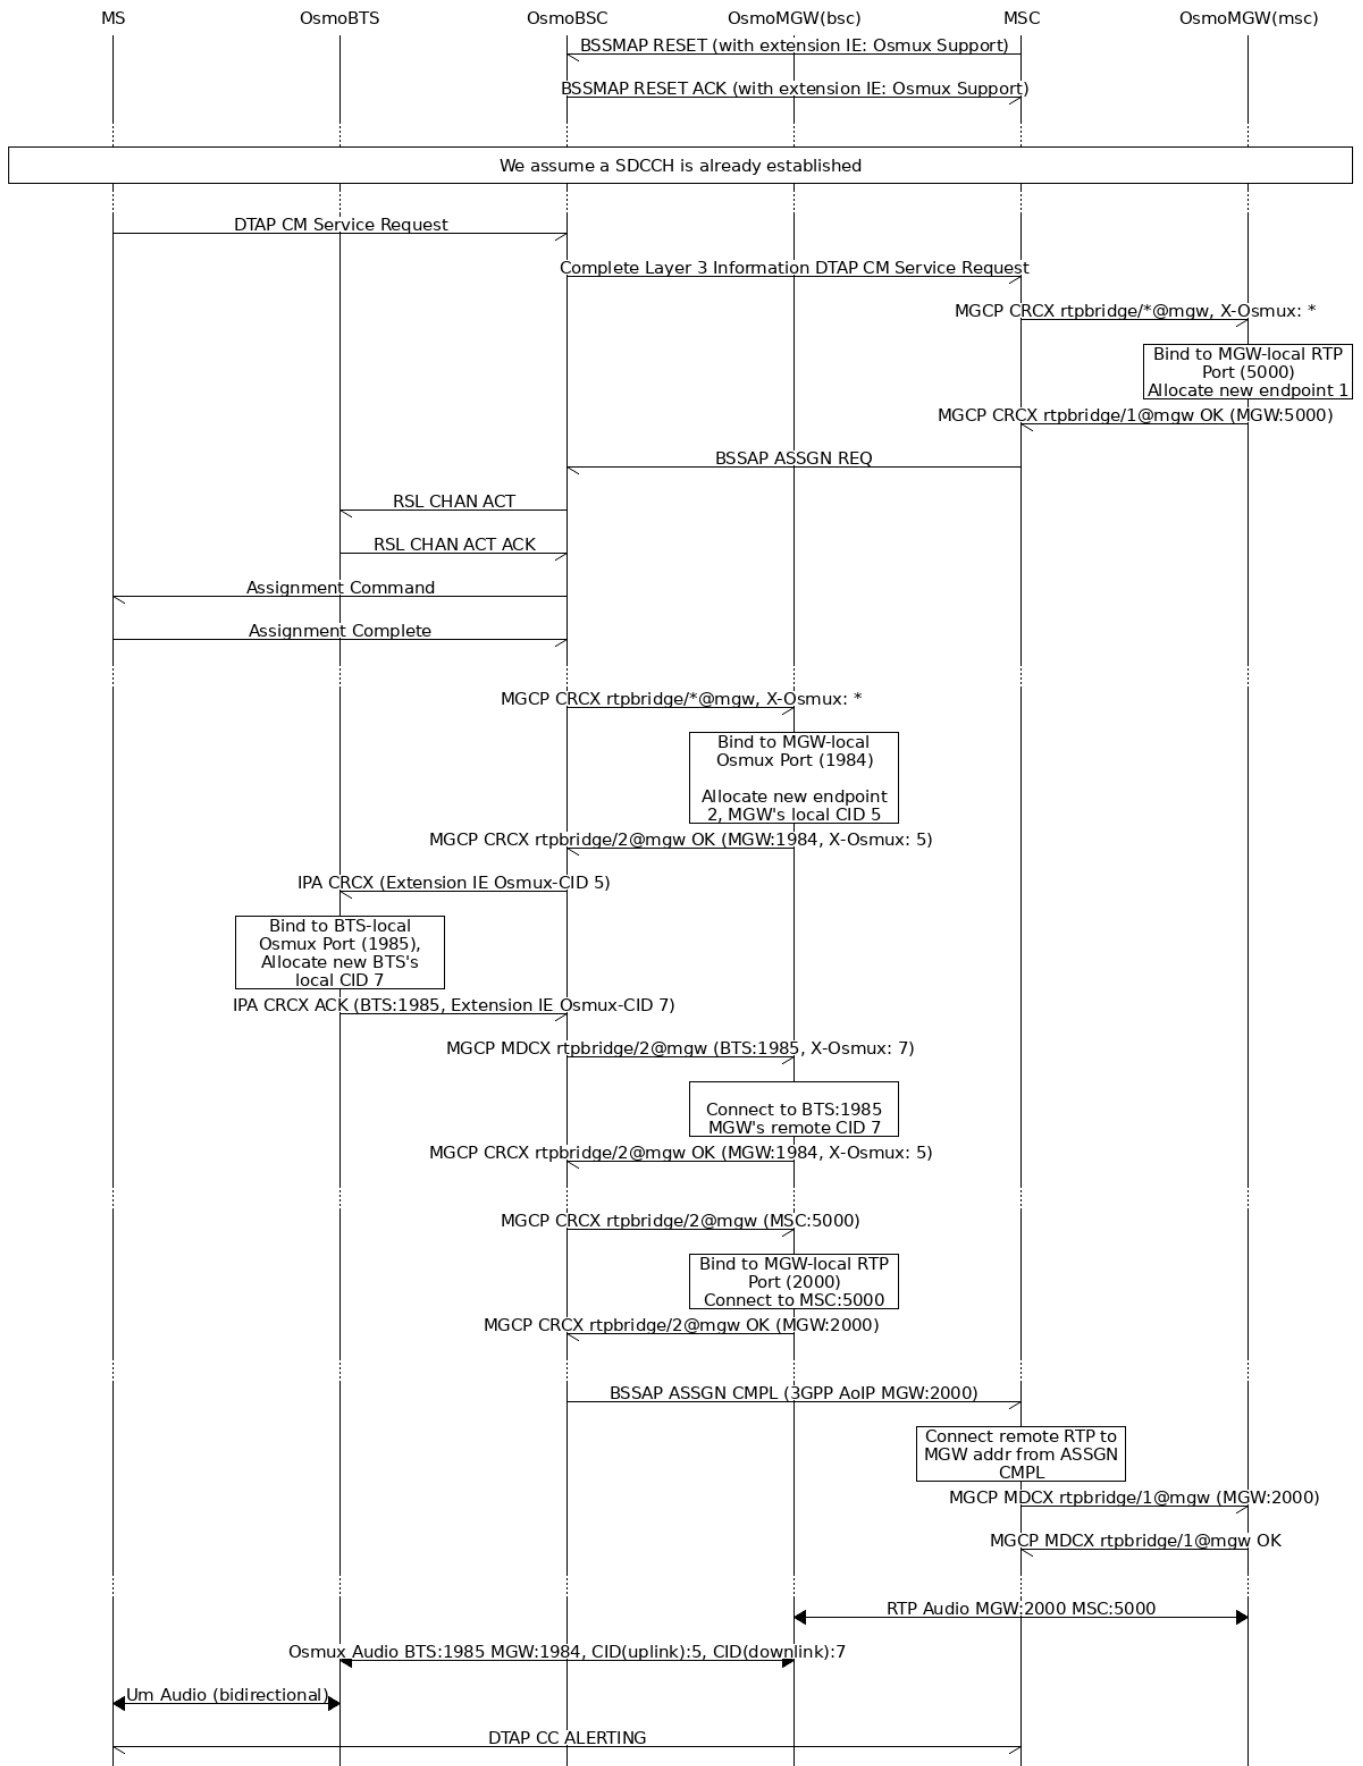 MS OsmoBTS OsmoBSC OsmoMGW(bsc) MSC OsmoMGW(msc)
BSSMAP RESET (with extension IE: Osmux Support)
BSSMAP RESET ACK (with extension IE: Osmux Support)
We assume a SDCCH is already established
DTAP CM Service Request
Complete Layer 3 Information DTAP CM Service Request
MGCP CRCX rtpbridge/*@mgw, X-Osmux: *
Bind to MGW-local RTP
Port (5000)
Allocate new endpoint 1
MGCP CRCX rtpbridge/1@mgw OK (MGW:5000)
BSSAP ASSGN REQ
RSL CHAN ACT
RSL CHAN ACT ACK
Assignment Command
Assignment Complete
MGCP CRCX rtpbridge/*@mgw, X-Osmux: *
Bind to MGW-local
Osmux Port (1984)
Allocate new endpoint
2, MGW's local CID 5
MGCP CRCX rtpbridge/2@mgw OK (MGW:1984, X-Osmux: 5)
IPA CRCX (Extension IE Osmux-CID 5)
Bind to BTS-local
Osmux Port (1985),
Allocate new BTS's
local CID 7
IPA CRCX ACK (BTS:1985, Extension IE Osmux-CID 7)
MGCP MDCX rtpbridge/2@mgw (BTS:1985, X-Osmux: 7)
Connect to BTS:1985
MGW's remote CID 7
MGCP CRCX rtpbridge/2@mgw OK (MGW:1984, X-Osmux: 5)
MGCP CRCX rtpbridge/2@mgw (MSC:5000)
Bind to MGW-local RTP
Port (2000)
Connect to MSC:5000
MGCP CRCX rtpbridge/2@mgw OK (MGW:2000)
BSSAP ASSGN CMPL (3GPP AoIP MGW:2000)
Connect remote RTP to
MGW addr from ASSGN
CMPL
MGCP MDCX rtpbridge/1@mgw (MGW:2000)
MGCP MDCX rtpbridge/1@mgw OK
RTP Audio MGW:2000 MSC:5000
Osmux Audio BTS:1985 MGW:1984, CID(uplink):5, CID(downlink):7
Um Audio (bidirectional)
DTAP CC ALERTING